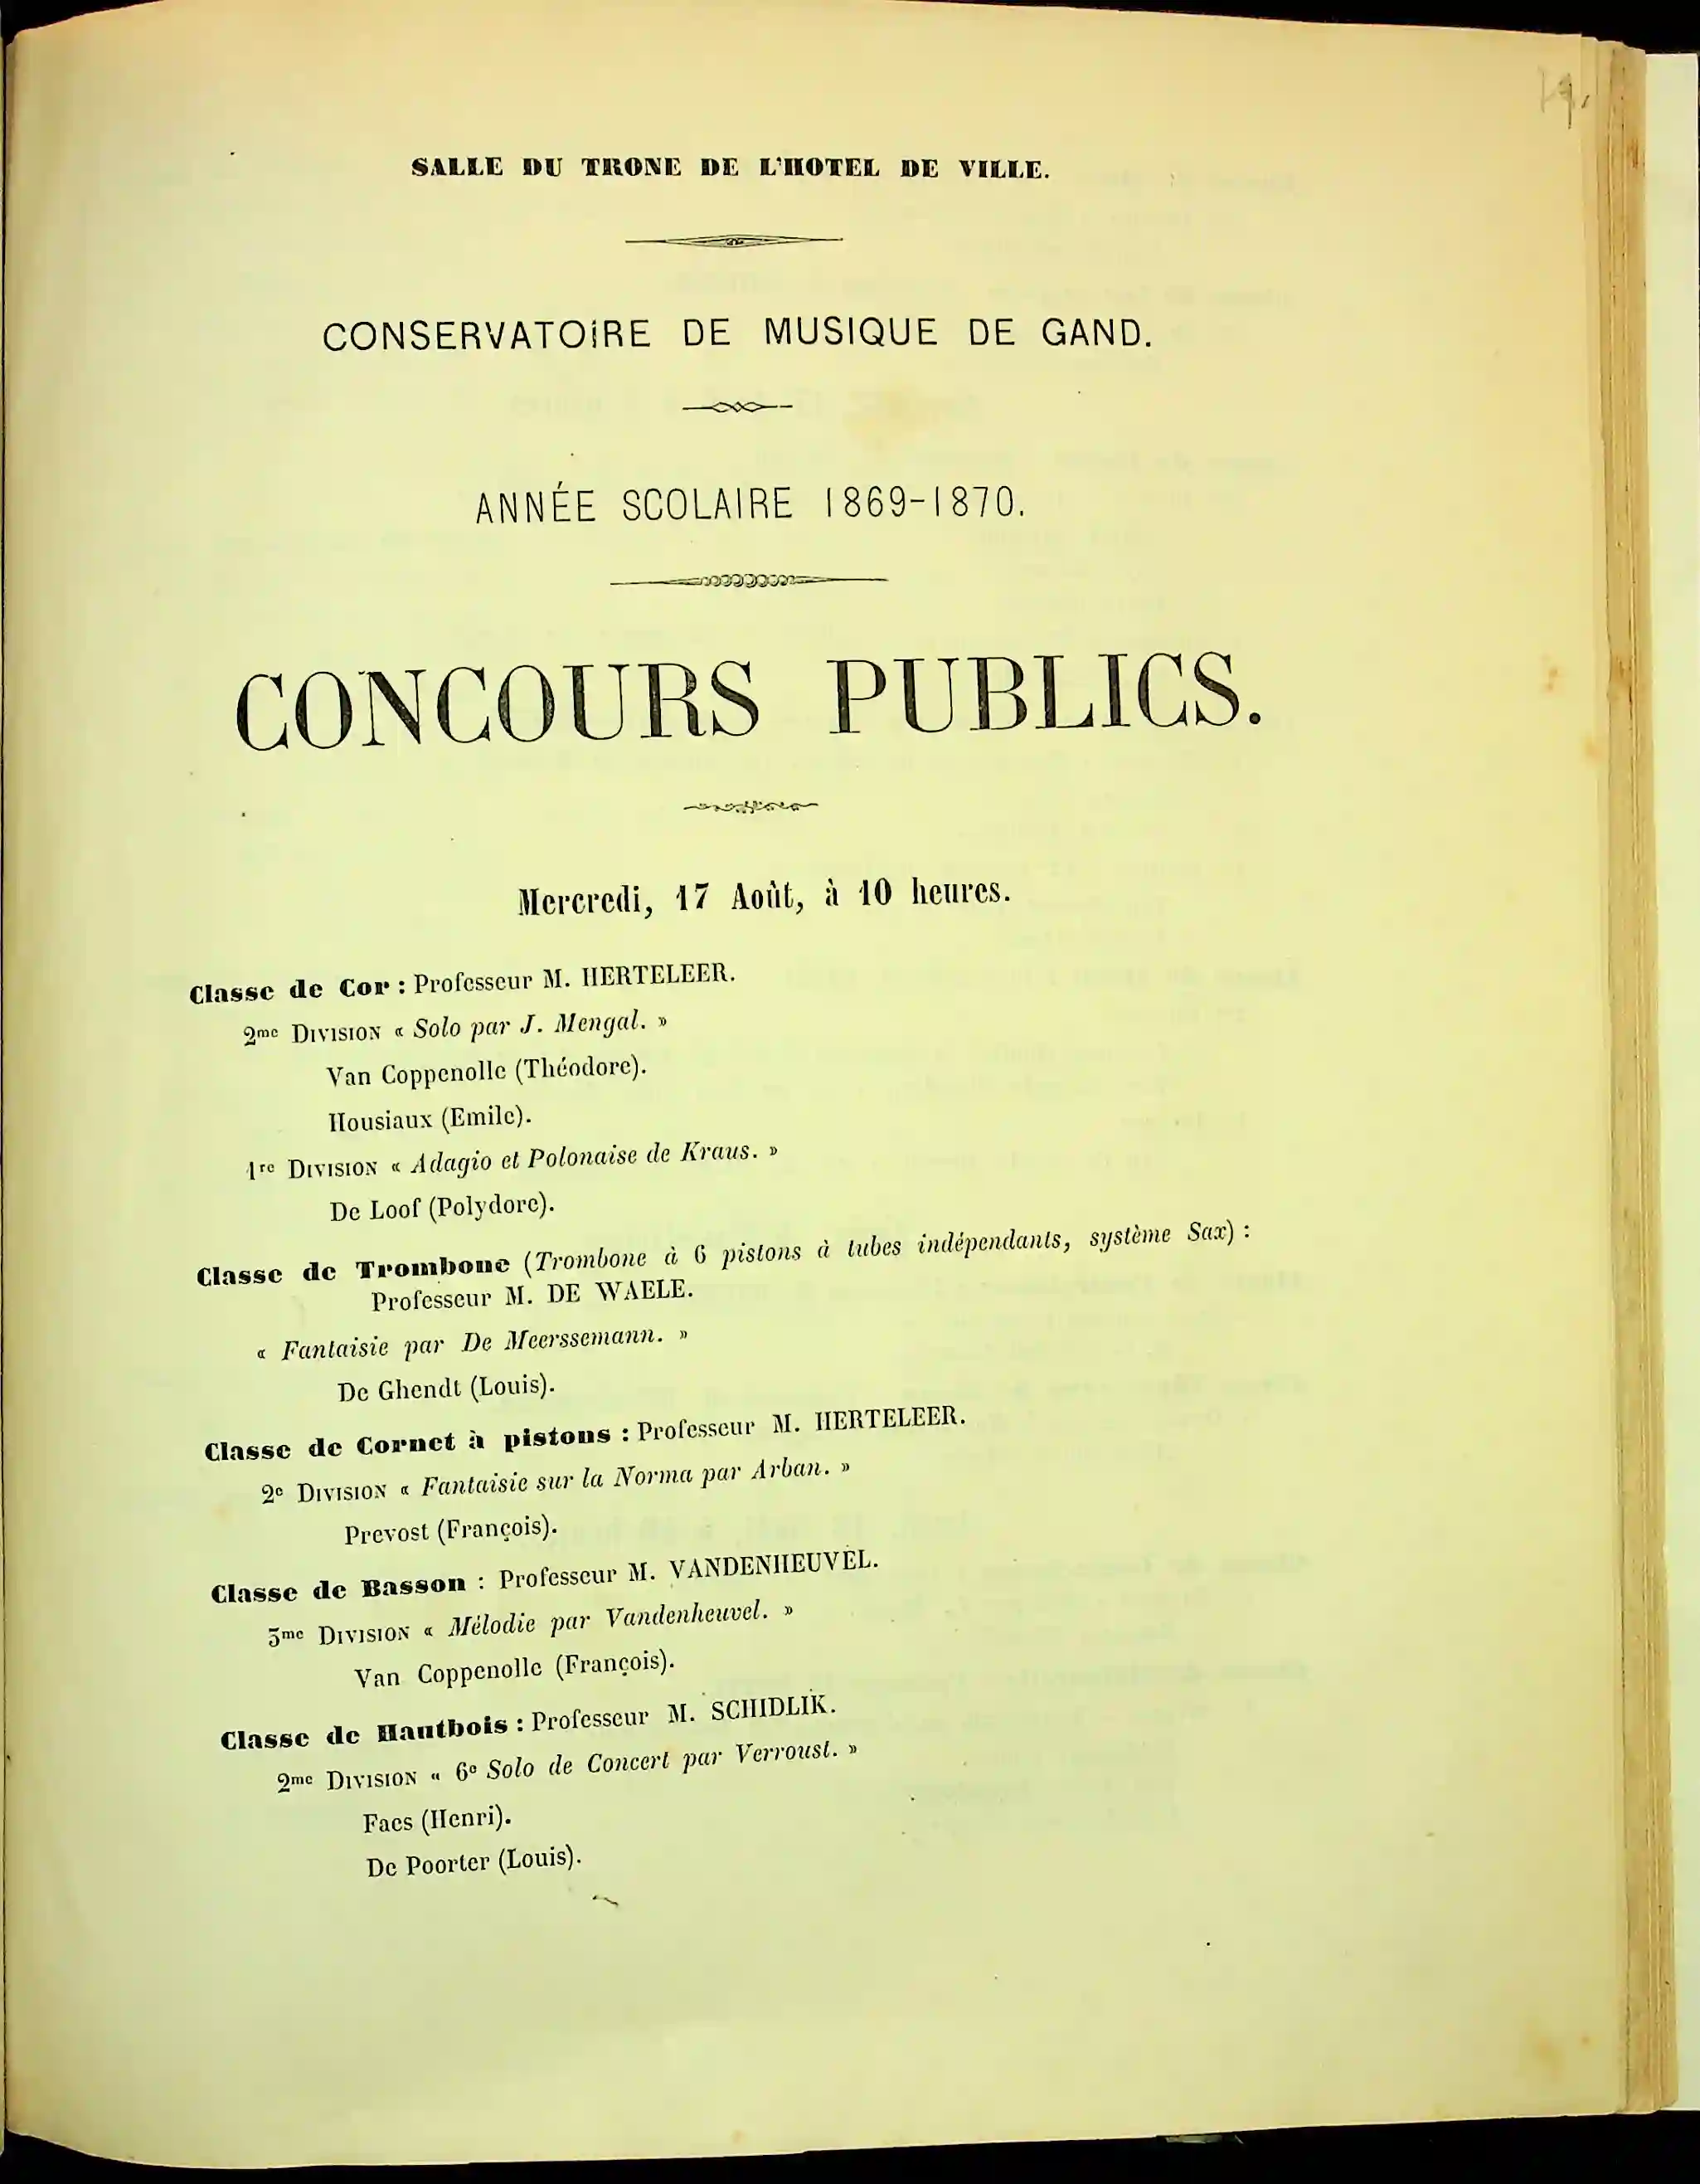 SALLE DU TRONE DE L'HOTEL DE VILLE.
CONSERVATOIRE DE MUSIQUE DE GAND.
ANNÉE SCOLAIRE 1869-1870.
CONCOURS PUBLICS.
Mercredi, 17 Août, à 10 heures.
Classe de Cor : Professeur M. HERTELEER.
2me DIVISION « Solo par J. Mengal. »
Van Coppenolle (Théodore).
Housiaux (Emile).
1re DIVISION « Adagio et Polonaise de Kraus. »
De Loof (Polydore).
Classe de Trombone (Trombone à 6 pistons à tubes indépendants, système Sax) :
Professeur M. DE WAELE.
« Fantaisie par De Meerssemann. »
De Ghendt (Louis).
Classe de Cornet à pistons : Professeur M. HERTELEER.
2e DIVISION « Fantaisie sur la Norma par Arban. »
Prevost (François).
Classe de Basson : Professeur M. VANDENHEUVEL.
3me DIVISION « Mélodie par Vandenheuvel. »
Van Coppenolle (François).
Classe de Hautbois : Professeur M. SCHIDLIK.
2me DIVISION « 6e Solo de Concert par Verroust. »
Faes (Henri).
De Poorter (Louis).